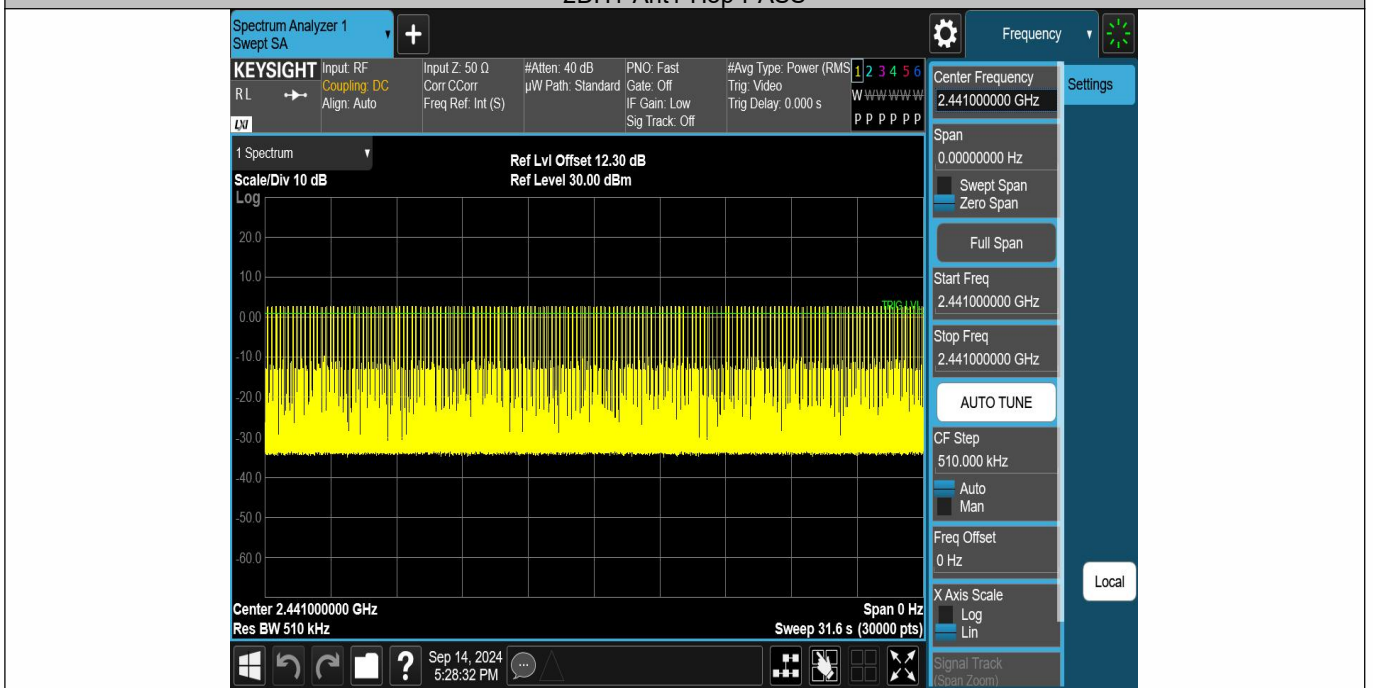 Spectrum Analyzer 1
Swept SA
+
Frequency
KEYSIGHT
RL
LXI
Input: RF
Coupling: DC
Align: Auto
Input Z: 50 Ω
Corr CCorr
Freq Ref: Int (S)
#Atten: 40 dB
µW Path: Standard
PNO: Fast
Gate: Off
IF Gain: Low
Sig Track: Off
#Avg Type: Power (RMS
Trig: Video
Trig Delay: 0.000 s
1 2 3 4 5 6
W W W W W W
P P P P P P
1 Spectrum
Scale/Div 10 dB
Ref Lvl Offset 12.30 dB
Ref Level 30.00 dBm
Log
20.0
10.0
0.00
-10.0
-20.0
-30.0
-40.0
-50.0
-60.0
TRIG LVL
Center 2.441000000 GHz
Res BW 510 kHz
Span 0 Hz
Sweep 31.6 s (30000 pts)
Center Frequency
2.441000000 GHz
Settings
Span
0.00000000 Hz
Swept Span
Zero Span
Full Span
Start Freq
2.441000000 GHz
Stop Freq
2.441000000 GHz
AUTO TUNE
CF Step
510.000 kHz
Auto
Man
Freq Offset
0 Hz
X Axis Scale
Log
Lin
Local
Signal Track
(Span Zoom)
?
Sep 14, 2024
5:28:32 PM